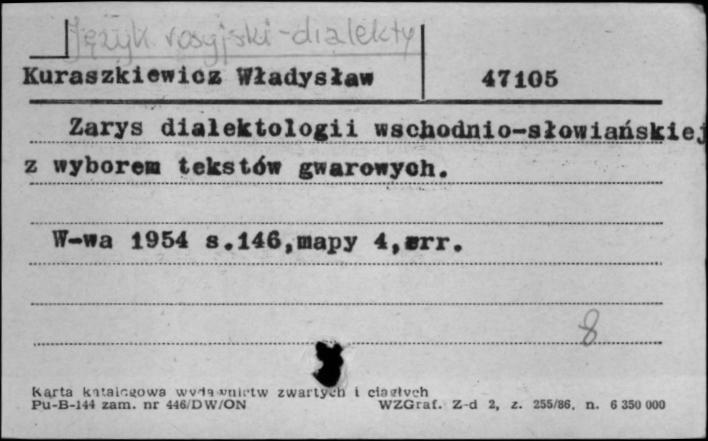 Język rosyjski-dialekty
Kuraszkiewicz Władysław 47105
Zarys dialektologii wschodnio-słowiańskiej
z wyborem tekstów gwarowych.
W-wa 1954 s.146,mapy 4,err.
8
Karta katalogowa wydawnictw zwartych i ciągłych
Pu-B-144 zam. nr 446/DW/ON WZGraf. Z-d 2, z. 255/86, n. 6 350 000